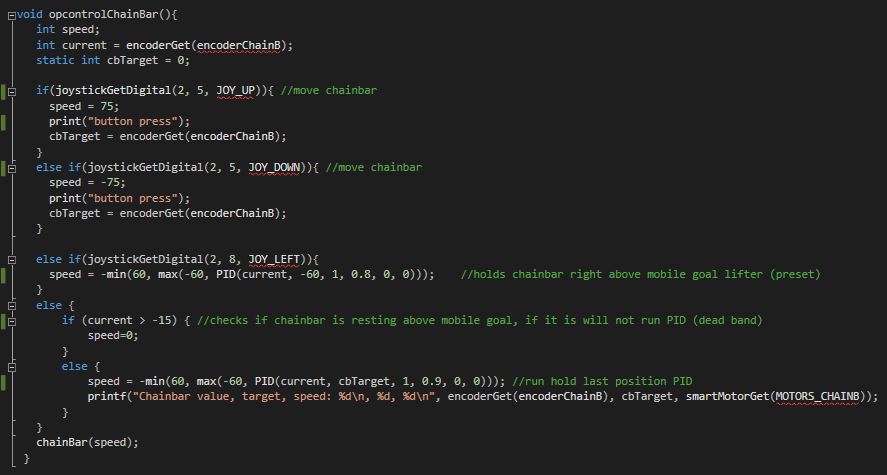 void opcontrolChainBar(){
int speed;
int current = encoderGet(encoderChainB);
static int cbTarget = 0;
if(joystickGetDigital(2, 5, JOY_UP)){ //move chainbar
speed = 75;
print("button press");
cbTarget = encoderGet(encoderChainB);
}
else if(joystickGetDigital(2, 5, JOY_DOWN)){ //move chainbar
speed = -75;
print("button press");
cbTarget = encoderGet(encoderChainB);
}
else if(joystickGetDigital(2, 8, JOY_LEFT)){
speed = -min(60, max(-60, PID(current, -60, 1, 0.8, 0, 0))); //holds chainbar right above mobile goal lifter (preset)
}
else {
if (current > -15) { //checks if chainbar is resting above mobile goal, if it is will not run PID (dead band)
speed=0;
}
else {
speed = -min(60, max(-60, PID(current, cbTarget, 1, 0.9, 0, 0))); //run hold last position PID
printf("Chainbar value, target, speed: %d\n, %d, %d\n", encoderGet(encoderChainB), cbTarget, smartMotorGet(MOTORS_CHAINB));
}
}
chainBar(speed);
}